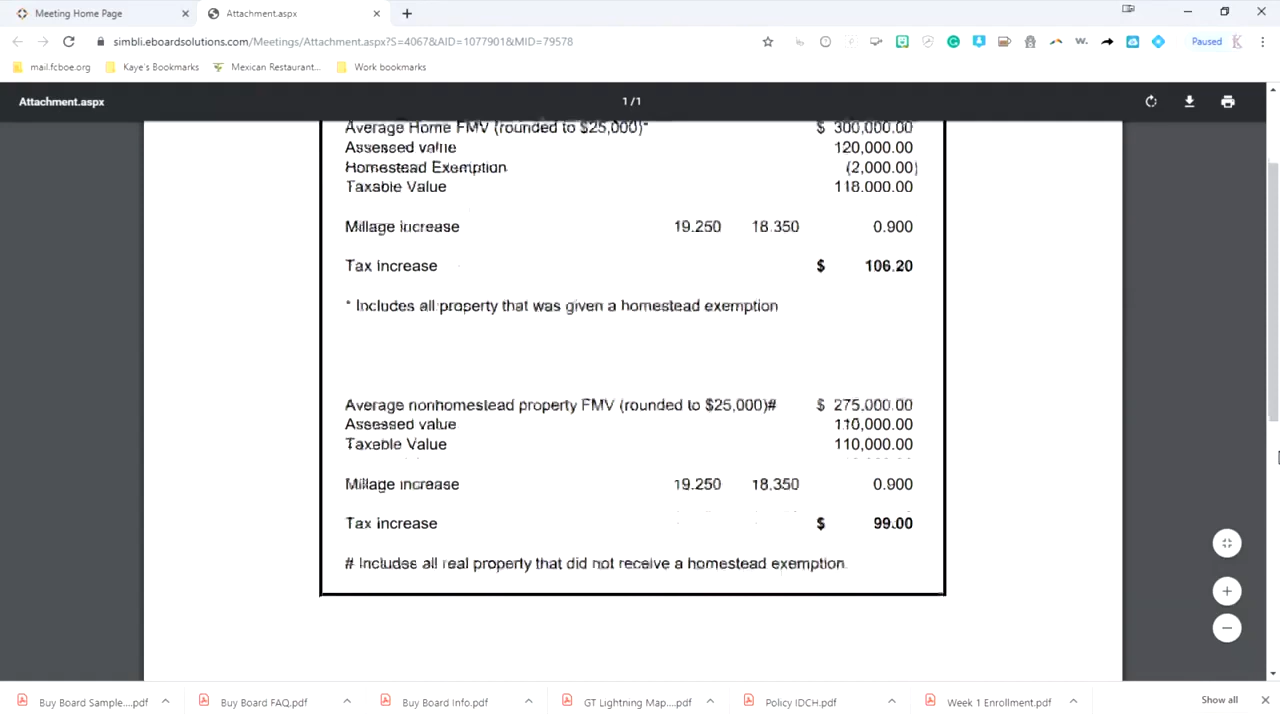 Meeting Home Page
Attachment.aspx
simbli.eboardsolutions.com/Meetings/Attachment.aspx?S=4067&AID=1077901&MID=79578
Paused
mail.fcboe.org Kaye's Bookmarks Mexican Restaurant... Work bookmarks
Attachment.aspx 1 / 1
Average Home FMV (rounded to $25,000)* $ 300,000.00
Assessed value 120,000.00
Homestead Exemption (2,000.00)
Taxable Value 118,000.00
Millage increase 19.250 18.350 0.900
Tax increase $ 106.20
* Includes all property that was given a homestead exemption
Average nonhomestead property FMV (rounded to $25,000)# $ 275,000.00
Assessed value 110,000.00
Taxable Value 110,000.00
Millage increase 19.250 18.350 0.900
Tax increase $ 99.00
# Includes all real property that did not receive a homestead exemption.
Buy Board Sample....pdf Buy Board FAQ.pdf Buy Board Info.pdf GT Lightning Map....pdf Policy IDCH.pdf Week 1 Enrollment.pdf Show all